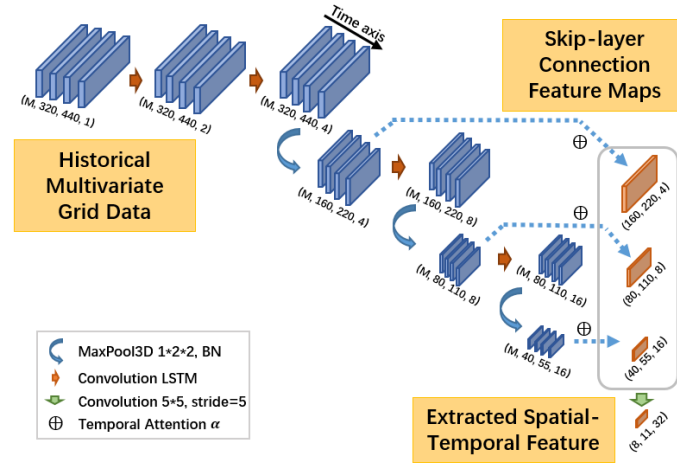 Time axis
(M, 320, 440, 1)
(M, 320, 440, 2)
(M, 320, 440, 4)
Skip-layer
Connection
Feature Maps
Historical
Multivariate
Grid Data
(M, 160, 220, 4)
(M, 160, 220, 8)
⊕
(160, 220, 4)
(M, 80, 110, 8)
(M, 80, 110, 16)
⊕
(80, 110, 8)
(M, 40, 55, 16)
⊕
(40, 55, 16)
MaxPool3D 1*2*2, BN
Convolution LSTM
Convolution 5*5, stride=5
⊕ Temporal Attention α
Extracted Spatial-
Temporal Feature
(8, 11, 32)